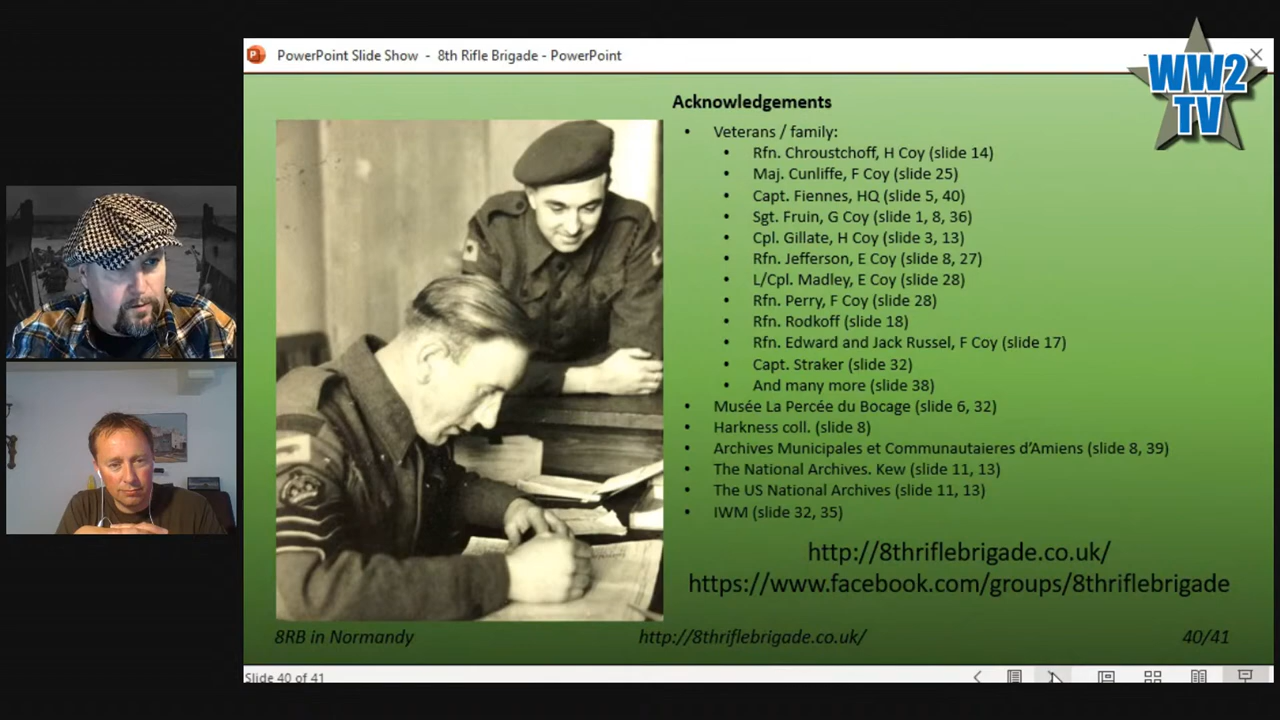 PowerPoint Slide Show - 8th Rifle Brigade - PowerPoint
WW2
TV
Acknowledgements
• Veterans / family:
• Rfn. Chroustchoff, H Coy (slide 14)
• Maj. Cunliffe, F Coy (slide 25)
• Capt. Fiennes, HQ (slide 5, 40)
• Sgt. Fruin, G Coy (slide 1, 8, 36)
• Cpl. Gillate, H Coy (slide 3, 13)
• Rfn. Jefferson, E Coy (slide 8, 27)
• L/Cpl. Madley, E Coy (slide 28)
• Rfn. Perry, F Coy (slide 28)
• Rfn. Rodkoff (slide 18)
• Rfn. Edward and Jack Russel, F Coy (slide 17)
• Capt. Straker (slide 32)
• And many more (slide 38)
• Musée La Percée du Bocage (slide 6, 32)
• Harkness coll. (slide 8)
• Archives Municipales et Communautaieres d’Amiens (slide 8, 39)
• The National Archives. Kew (slide 11, 13)
• The US National Archives (slide 11, 13)
• IWM (slide 32, 35)
http://8thriflebrigade.co.uk/
https://www.facebook.com/groups/8thriflebrigade
8RB in Normandy
http://8thriflebrigade.co.uk/
40/41
Slide 40 of 41